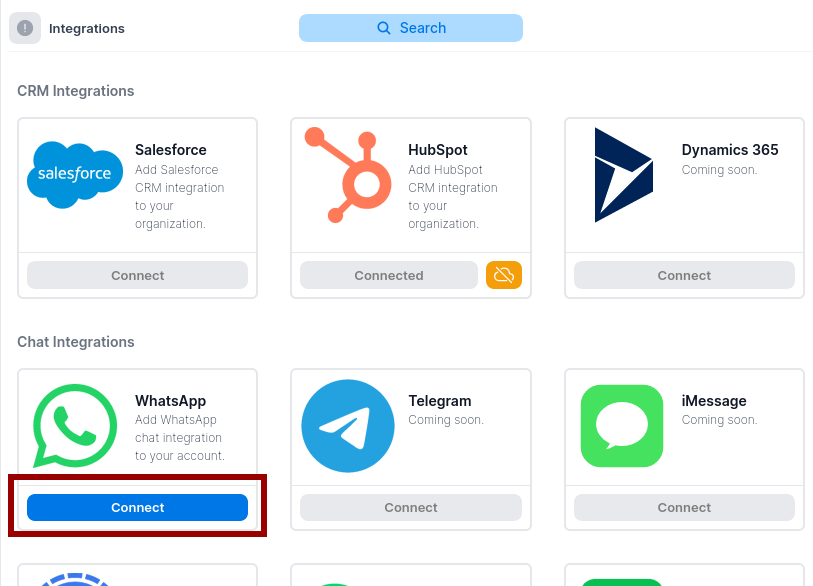 Integrations
Search
CRM Integrations
salesforce
Salesforce
Add Salesforce
CRM integration
to your
organization.
Connect
HubSpot
Add HubSpot
CRM integration
to your
organization.
Connected
Dynamics 365
Coming soon.
Connect
Chat Integrations
WhatsApp
Add WhatsApp
chat integration
to your account.
Connect
Telegram
Coming soon.
Connect
iMessage
Coming soon.
Connect